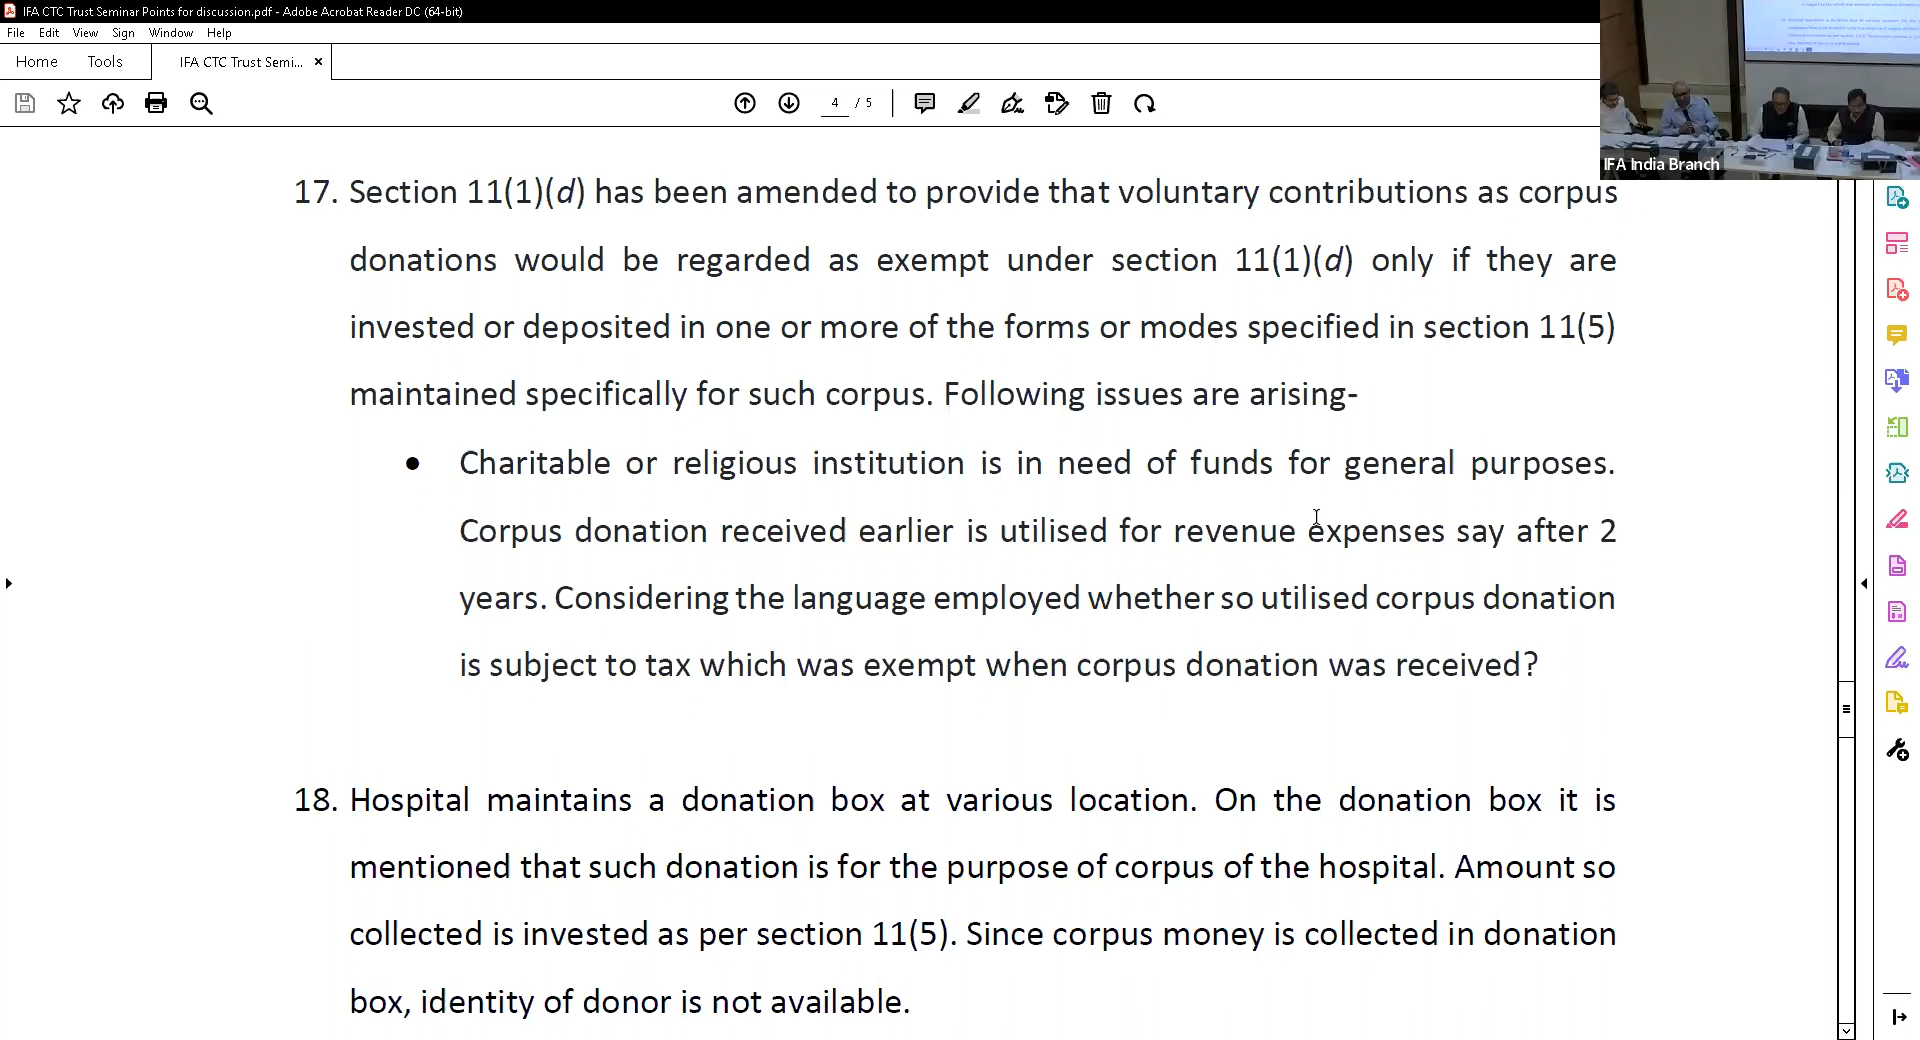 IFA CTC Trust Seminar Points for discussion.pdf - Adobe Acrobat Reader DC (64-bit)
File Edit View Sign Window Help
Home Tools IFA CTC Trust Semi... ×
4 / 5
IFA India Branch
17. Section 11(1)(d) has been amended to provide that voluntary contributions as corpus
donations would be regarded as exempt under section 11(1)(d) only if they are
invested or deposited in one or more of the forms or modes specified in section 11(5)
maintained specifically for such corpus. Following issues are arising-
● Charitable or religious institution is in need of funds for general purposes.
Corpus donation received earlier is utilised for revenue expenses say after 2
years. Considering the language employed whether so utilised corpus donation
is subject to tax which was exempt when corpus donation was received?
18. Hospital maintains a donation box at various location. On the donation box it is
mentioned that such donation is for the purpose of corpus of the hospital. Amount so
collected is invested as per section 11(5). Since corpus money is collected in donation
box, identity of donor is not available.